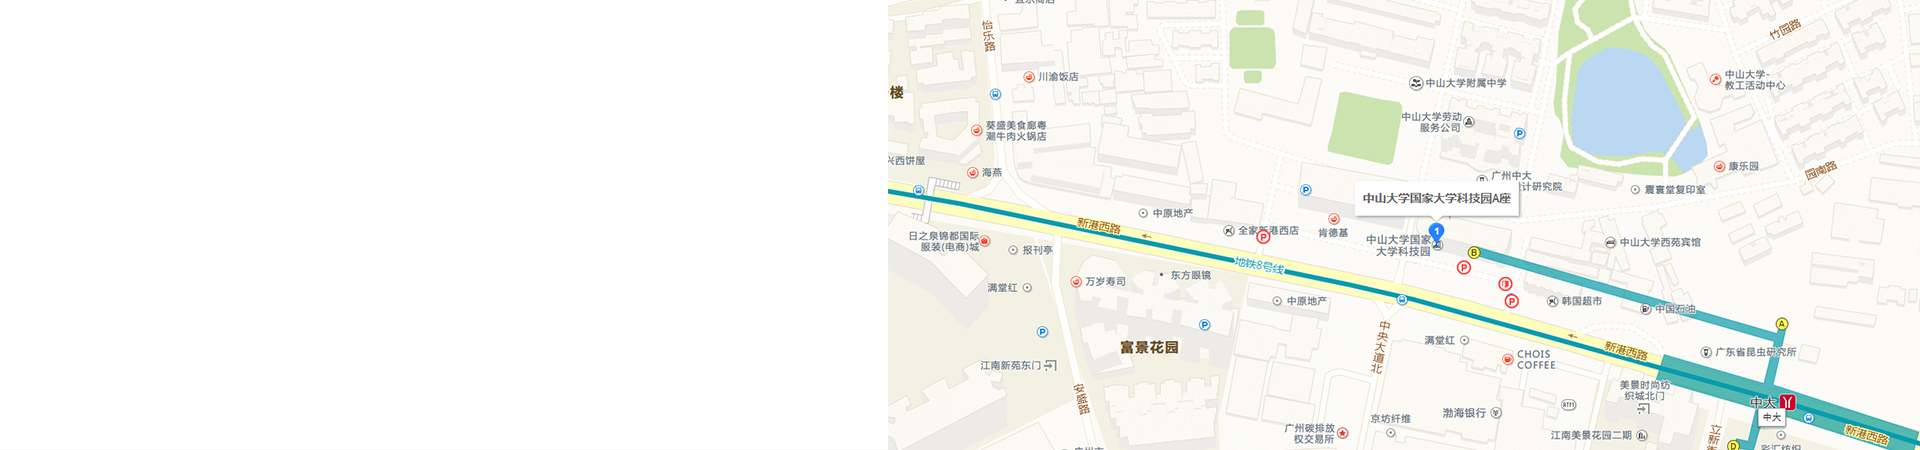 怡乐路
竹园路
川渝饭店
中山大学-
教工活动中心
中山大学附属中学
楼
中山大学劳动
服务公司
葵盛美食廊粤
潮牛肉火锅店
兴西饼屋
海燕
康乐园
园南路
广州中大
设计研究院
震寰堂复印室
中山大学国家大学科技园A座
中原地产
新港西路
全家新港西店
肯德基
1
中山大学国家
大学科技园
中山大学西苑宾馆
日之泉锦都国际
服装(电商)城
报刊亭
P
B
地铁8号线
万岁寿司
东方眼镜
P
满堂红
中原地产
P
韩国超市
中国石油
A
P
P
P
P
中央大道北
满堂红
新港西路
富景花园
CHOIS
COFFEE
广东省昆虫研究所
江南新苑东门
安盛路
美景时尚纺
织城北门
中大
中大
ATM
渤海银行
京坊纤维
广州碳排放
权交易所
江南美景花园二期
立新街
新港西路
D